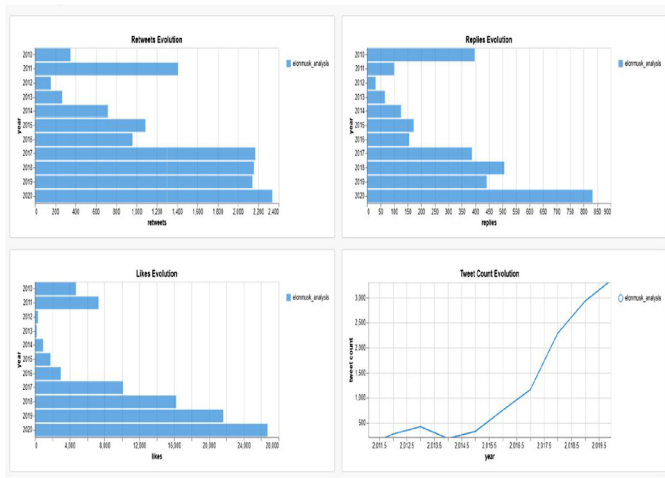 Retweets Evolution
elonmusk_analysis
year
2010
2011
2012
2013
2014
2015
2016
2017
2018
2019
2020
0 200 400 600 800 1,000 1,200 1,400 1,600 1,800 2,000 2,200 2,400
retweets
Replies Evolution
elonmusk_analysis
year
2010
2011
2012
2013
2014
2015
2016
2017
2018
2019
2020
0 50 100 150 200 250 300 350 400 450 500 550 600 650 700 750 800 850 900
replies
Likes Evolution
elonmusk_analysis
year
2010
2011
2012
2013
2014
2015
2016
2017
2018
2019
2020
0 4,000 8,000 12,000 16,000 20,000 24,000 28,000
likes
Tweet Count Evolution
elonmusk_analysis
tweet count
3,000
2,500
2,000
1,500
1,000
500
2,011.5 2,012.5 2,013.5 2,014.5 2,015.5 2,016.5 2,017.5 2,018.5 2,019.5
year